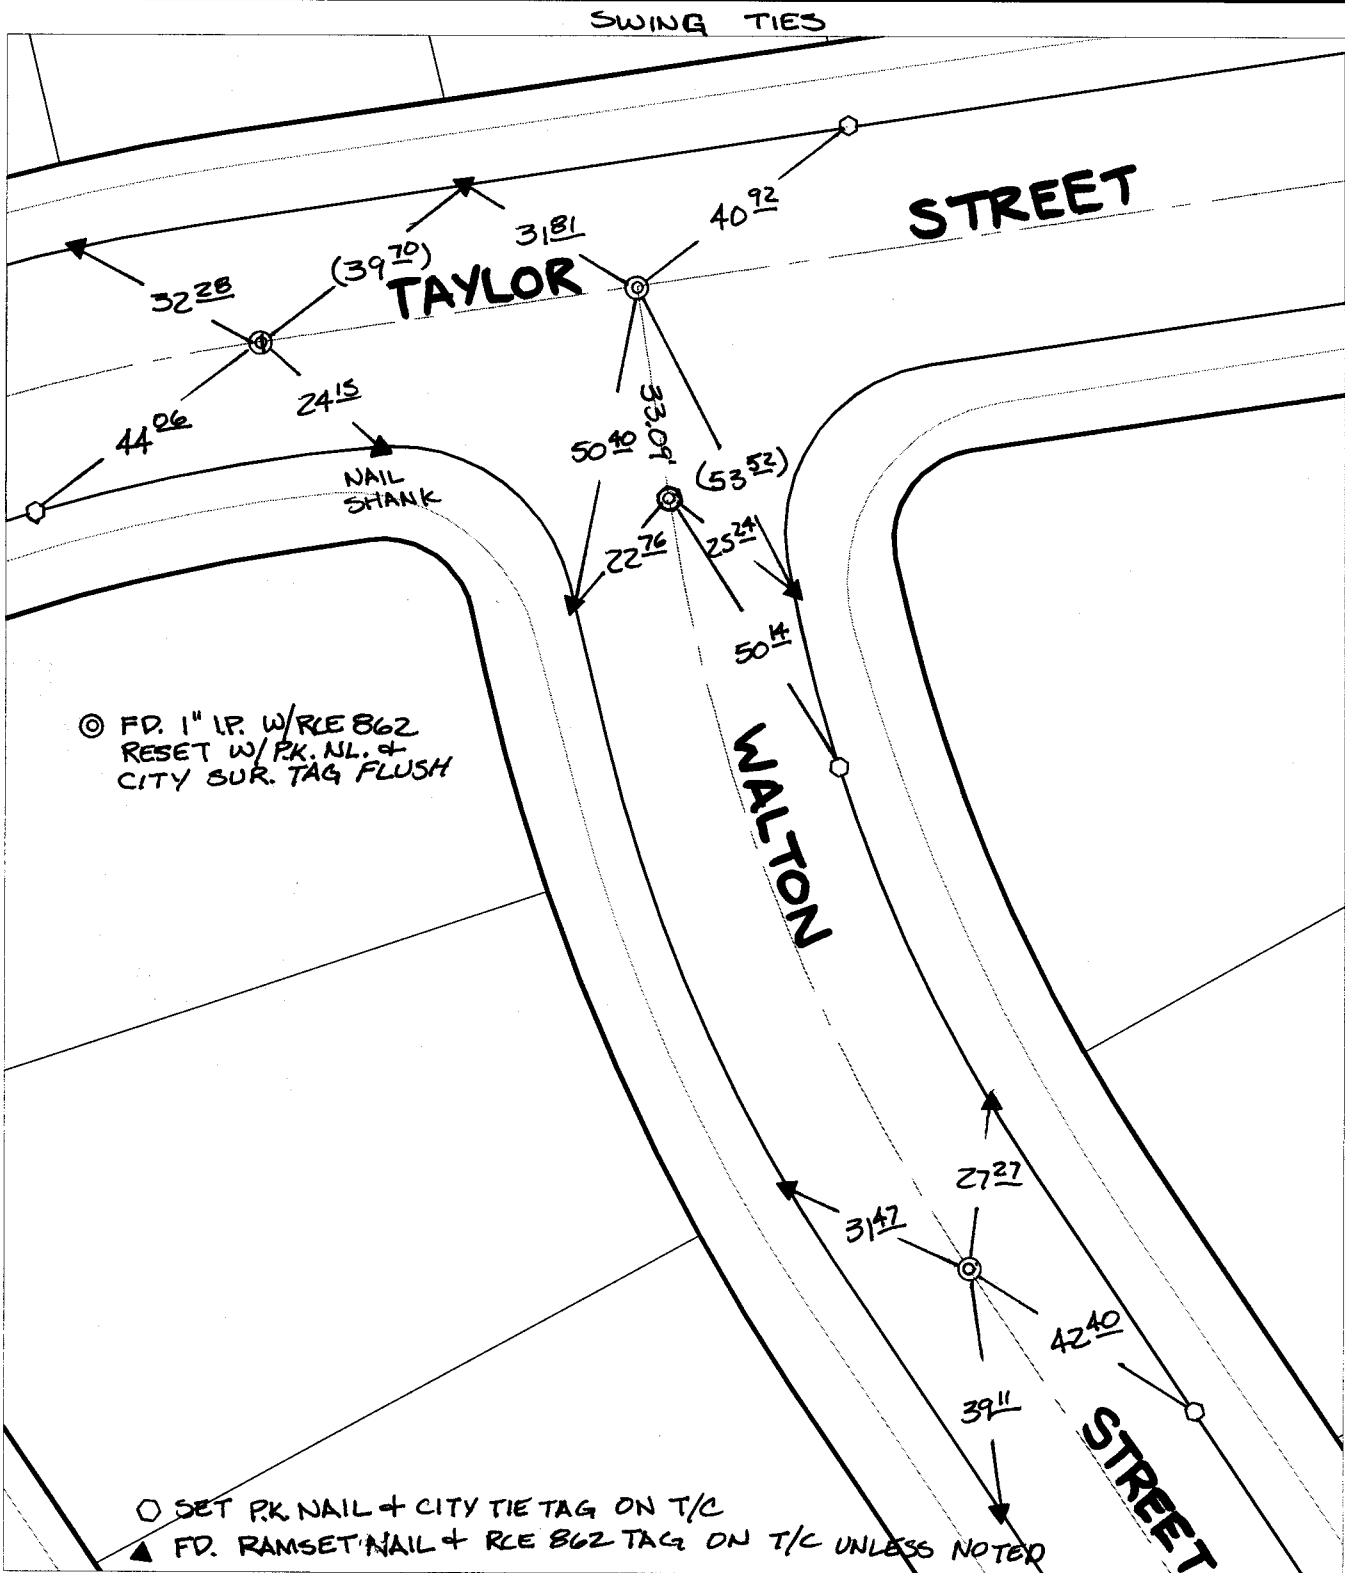 SWING TIES
STREET
TAYLOR
40 92
31 81
(39 70)
32 28
24 15
44 06
NAIL
SHANK
50 40
33.09'
(53 52)
22 76
25 24
50 14
◎ FD. 1" I.P. W/RCE 862
RESET W/ P.K. NL. &
CITY SUR. TAG FLUSH
WALTON
27 27
31 47
42 40
39 11
STREET
SET P.K NAIL & CITY TIE TAG ON T/C
▲ FD. RAMSET NAIL & RCE 862 TAG ON T/C UNLESS NOTED